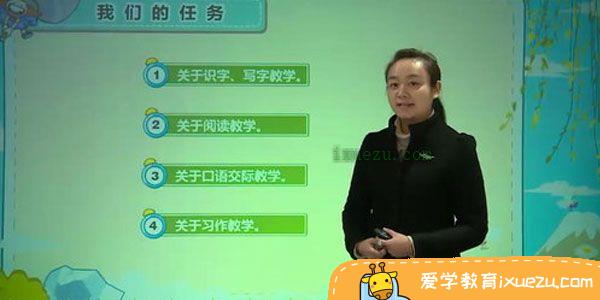 我们的任务
1 关于识字、写字教学。
2 关于阅读教学。
3 关于口语交际教学。
4 关于习作教学。
ixuezu.com
爱学教育ixuezu.com